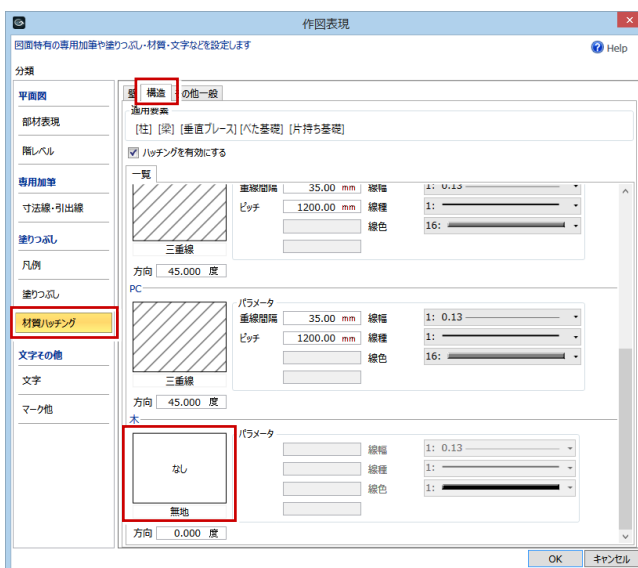 作図表現
図面特有の専用加筆や塗りつぶし・材質・文字などを設定します
Help
分類
平面図
部材表現
階レベル
専用加筆
寸法線・引出線
塗りつぶし
凡例
塗りつぶし
材質ハッチング
文字その他
文字
マーク他
構造 その他一般
適用要素
[柱] [梁] [垂直ブレース] [べた基礎] [片持ち基礎]
ハッチングを有効にする
一覧
重線間隔 35.00 mm 線幅 1: 0.13
ピッチ 1200.00 mm 線種 1:
線色 16:
三重線
方向 45.000 度
PC
パラメータ
重線間隔 35.00 mm 線幅 1: 0.13
ピッチ 1200.00 mm 線種 1:
線色 16:
三重線
方向 45.000 度
木
パラメータ
線幅 1: 0.13
なし 線種 1:
線色 1:
無地
方向 0.000 度
OK キャンセル